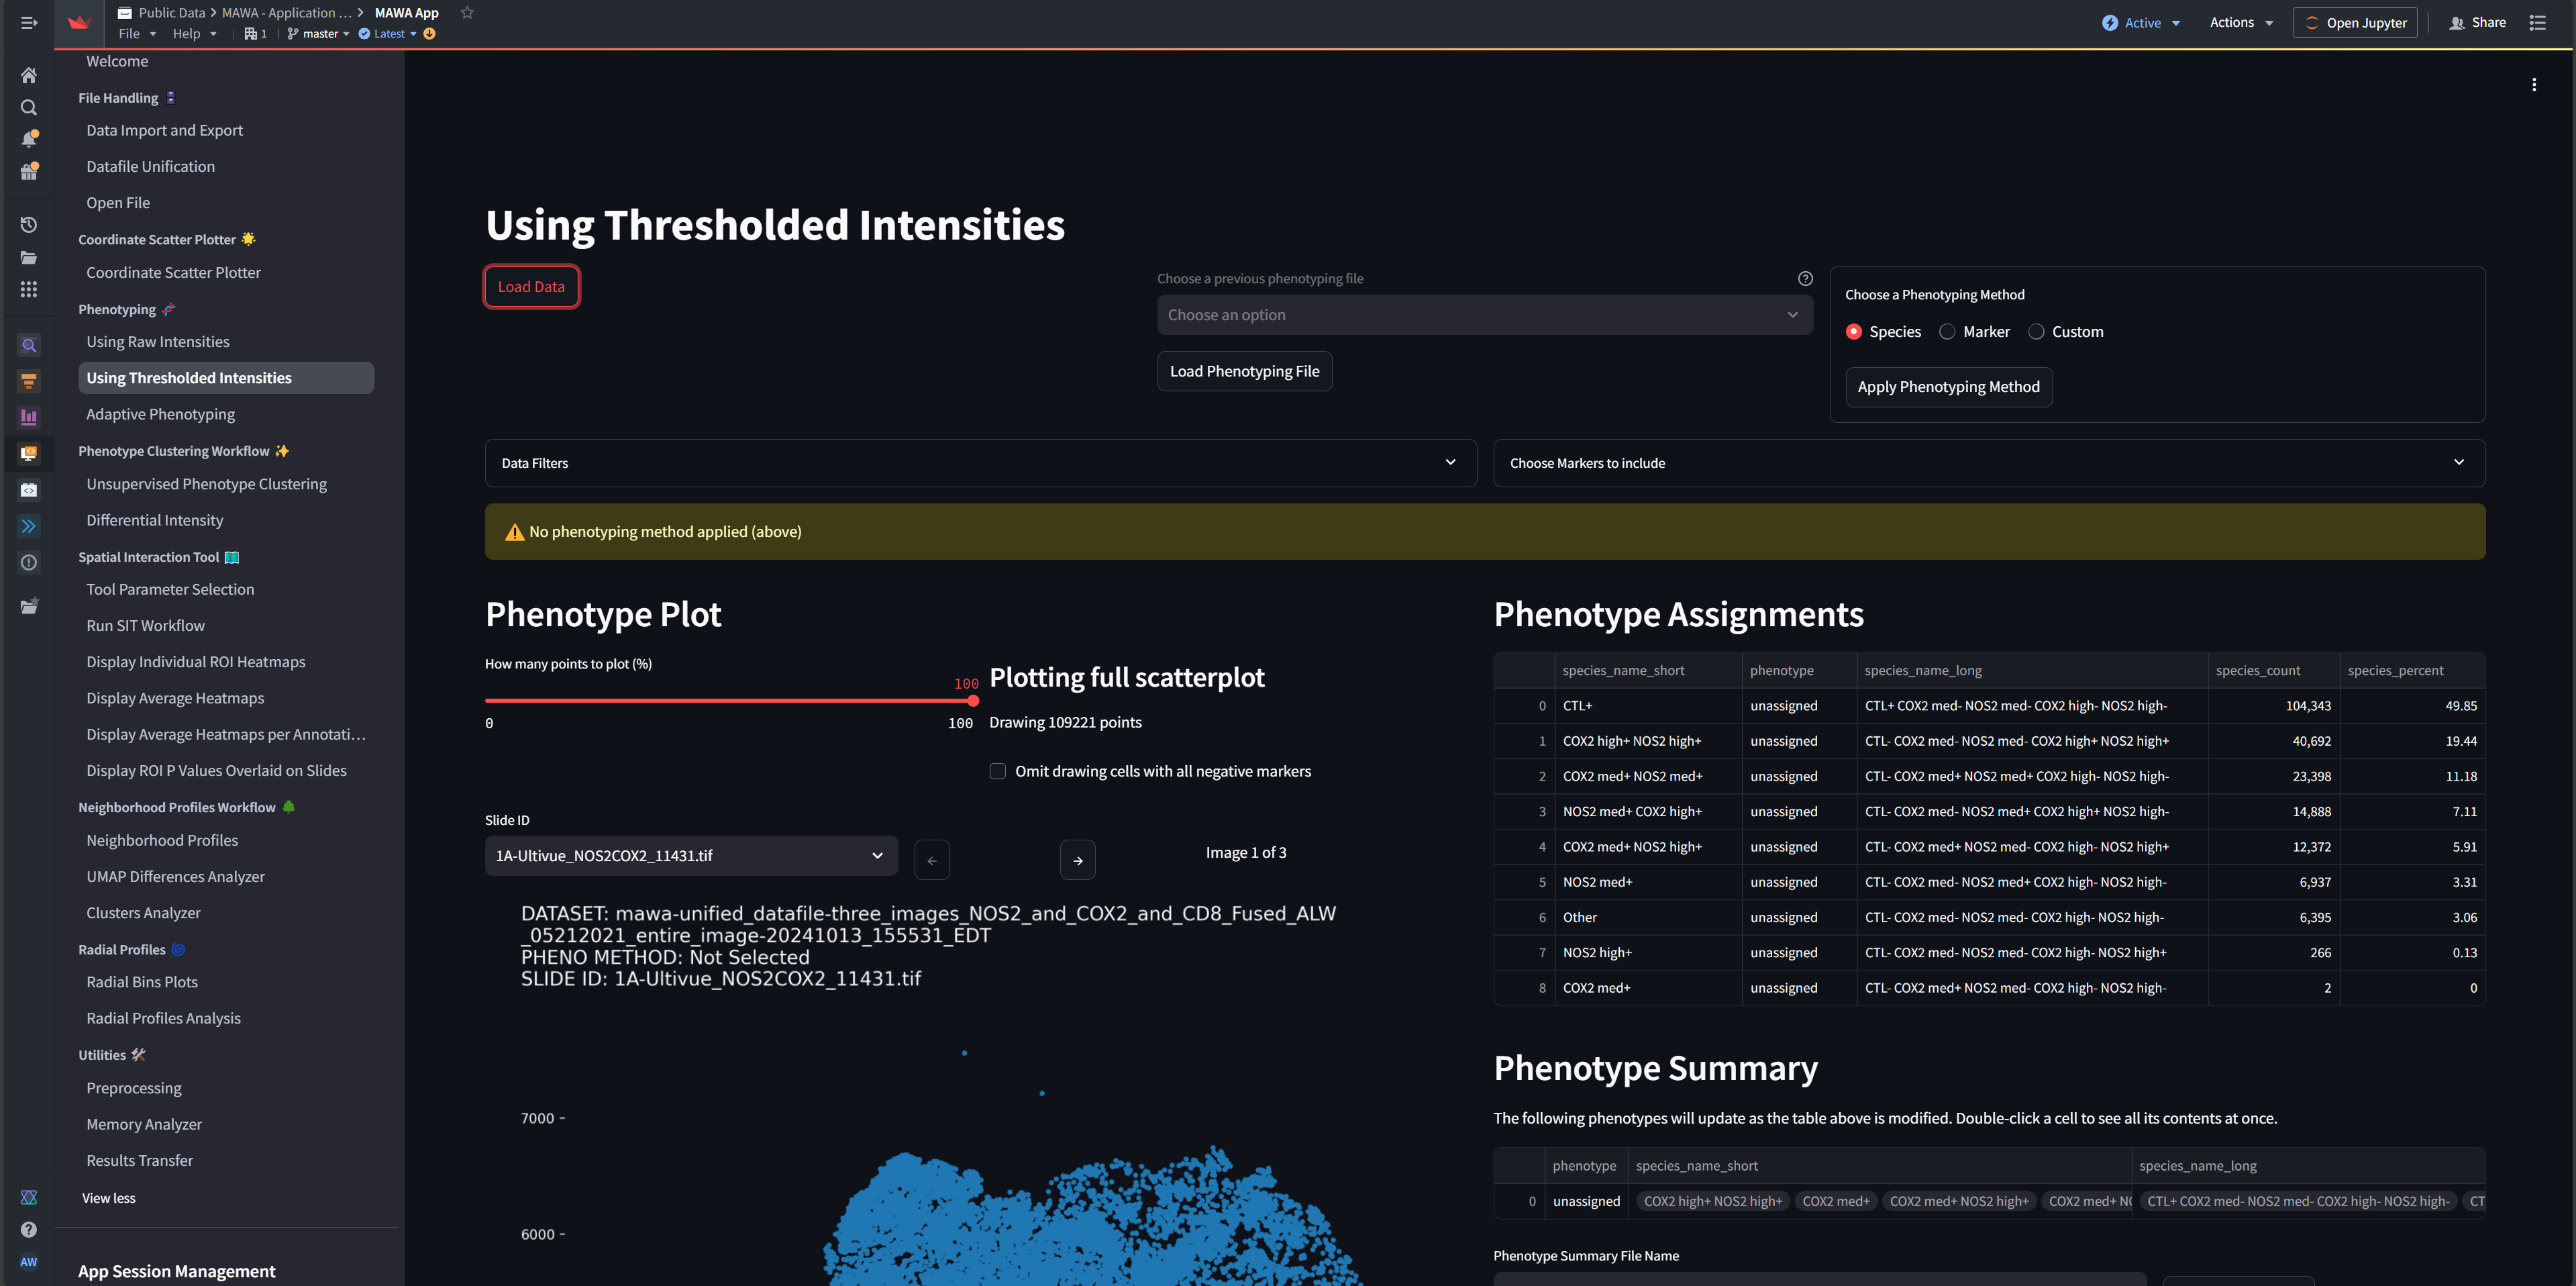 Public Data > MAWA - Application ... > MAWA App
File Help 1 master Latest
Active Actions Open Jupyter Share
Welcome
File Handling
Data Import and Export
Datafile Unification
Open File
Coordinate Scatter Plotter
Coordinate Scatter Plotter
Phenotyping
Using Raw Intensities
Using Thresholded Intensities
Adaptive Phenotyping
Phenotype Clustering Workflow
Unsupervised Phenotype Clustering
Differential Intensity
Spatial Interaction Tool
Tool Parameter Selection
Run SIT Workflow
Display Individual ROI Heatmaps
Display Average Heatmaps
Display Average Heatmaps per Annotati...
Display ROI P Values Overlaid on Slides
Neighborhood Profiles Workflow
Neighborhood Profiles
UMAP Differences Analyzer
Clusters Analyzer
Radial Profiles
Radial Bins Plots
Radial Profiles Analysis
Utilities
Preprocessing
Memory Analyzer
Results Transfer
View less
App Session Management
AW
Using Thresholded Intensities
Load Data
Choose a previous phenotyping file
Choose an option
Load Phenotyping File
Choose a Phenotyping Method
Species Marker Custom
Apply Phenotyping Method
Data Filters
Choose Markers to include
No phenotyping method applied (above)
Phenotype Plot
How many points to plot (%)
100
0 100
Plotting full scatterplot
Drawing 109221 points
Omit drawing cells with all negative markers
Slide ID
1A-Ultivue_NOS2COX2_11431.tif ← → Image 1 of 3
DATASET: mawa-unified_datafile-three_images_NOS2_and_COX2_and_CD8_Fused_ALW
_05212021_entire_image-20241013_155531_EDT
PHENO METHOD: Not Selected
SLIDE ID: 1A-Ultivue_NOS2COX2_11431.tif
7000
6000
Phenotype Assignments
species_name_short phenotype species_name_long species_count species_percent
0 CTL+ unassigned CTL+ COX2 med- NOS2 med- COX2 high- NOS2 high- 104,343 49.85
1 COX2 high+ NOS2 high+ unassigned CTL- COX2 med- NOS2 med- COX2 high+ NOS2 high+ 40,692 19.44
2 COX2 med+ NOS2 med+ unassigned CTL- COX2 med+ NOS2 med+ COX2 high- NOS2 high- 23,398 11.18
3 NOS2 med+ COX2 high+ unassigned CTL- COX2 med- NOS2 med+ COX2 high+ NOS2 high- 14,888 7.11
4 COX2 med+ NOS2 high+ unassigned CTL- COX2 med+ NOS2 med- COX2 high- NOS2 high+ 12,372 5.91
5 NOS2 med+ unassigned CTL- COX2 med- NOS2 med+ COX2 high- NOS2 high- 6,937 3.31
6 Other unassigned CTL- COX2 med- NOS2 med- COX2 high- NOS2 high- 6,395 3.06
7 NOS2 high+ unassigned CTL- COX2 med- NOS2 med- COX2 high- NOS2 high+ 266 0.13
8 COX2 med+ unassigned CTL- COX2 med+ NOS2 med- COX2 high- NOS2 high- 2 0
Phenotype Summary
The following phenotypes will update as the table above is modified. Double-click a cell to see all its contents at once.
phenotype species_name_short species_name_long
0 unassigned COX2 high+ NOS2 high+ COX2 med+ COX2 med+ NOS2 high+ COX2 med+ NO CTL+ COX2 med- NOS2 med- COX2 high- NOS2 high- CT
Phenotype Summary File Name